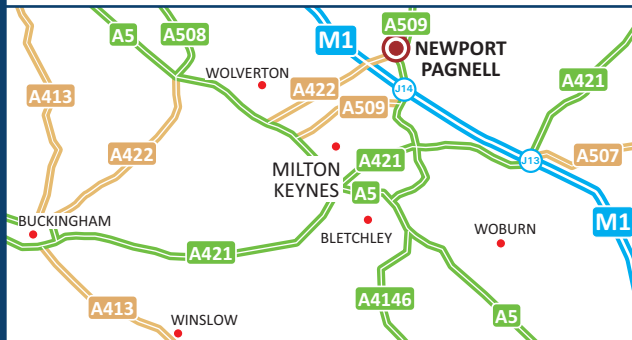 A509
A5
A508
M1
NEWPORT
PAGNELL
WOLVERTON
A421
A413
A422
J14
A509
A422
A421
J13
A507
MILTON
KEYNES
A5
BUCKINGHAM
M1
BLETCHLEY
WOBURN
A421
A4146
A413
A5
WINSLOW